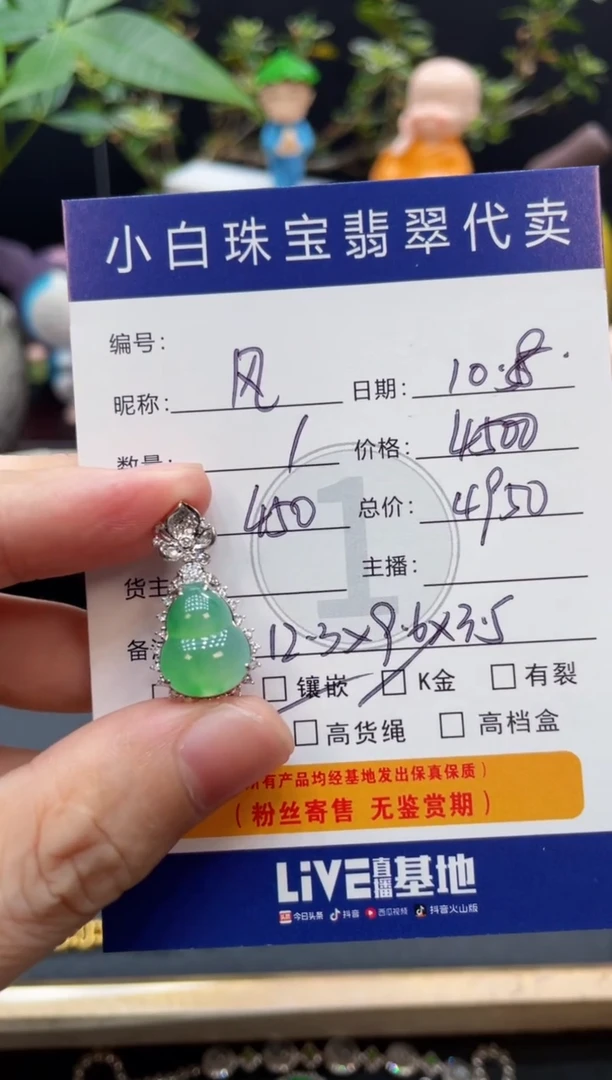 小白珠宝翡翠代卖
编号:
昵称: 风 日期: 10.8.
数量: 1 价格: 4500
450 总价: 4950
货主 主播:
备 12.3×9.6×3.5
镶嵌 K金 有裂
高货绳 高档盒
所有产品均经基地发出保真保质)
(粉丝寄售 无鉴赏期)
LiVE直播基地
今日头条 抖音 西瓜视频 抖音火山版
1